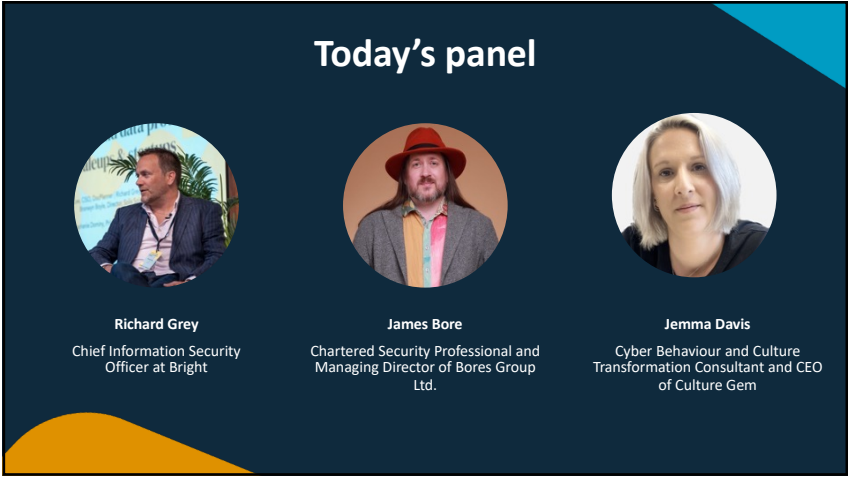 Today’s panel
Richard Grey
Chief Information Security
Officer at Bright
James Bore
Chartered Security Professional and
Managing Director of Bores Group
Ltd.
Jemma Davis
Cyber Behaviour and Culture
Transformation Consultant and CEO
of Culture Gem